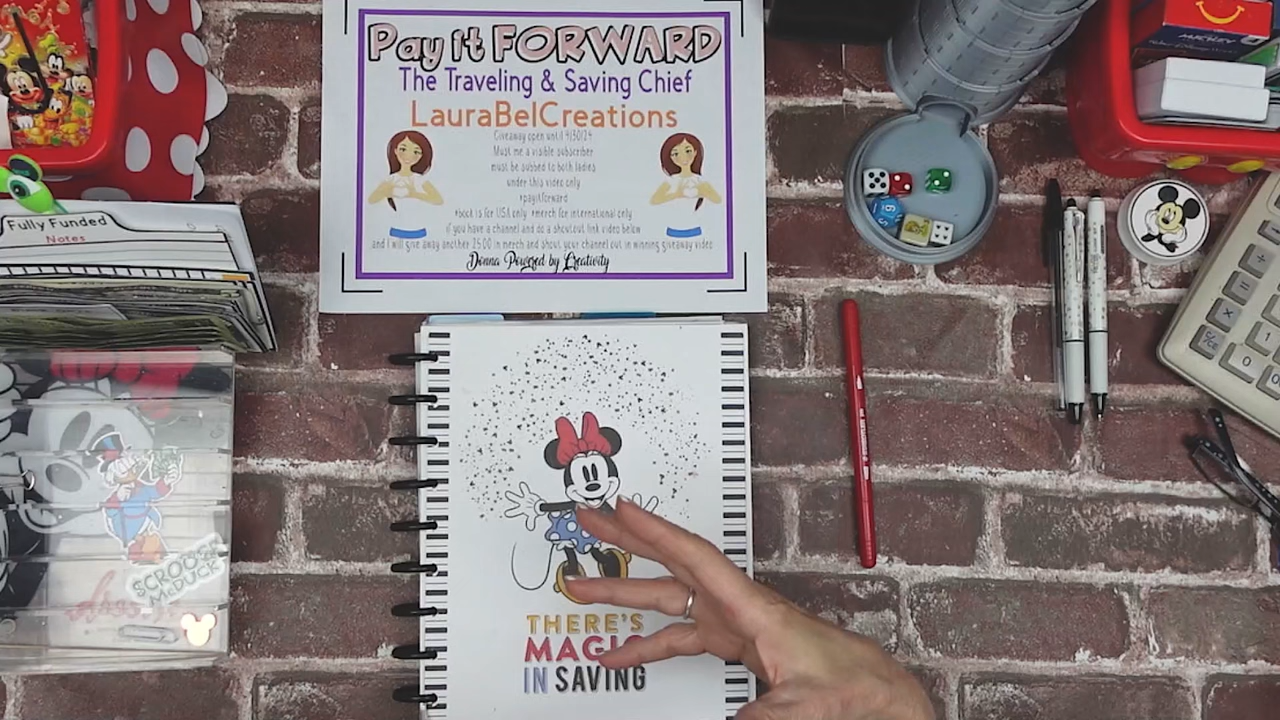 Pay it FORWARD
The Traveling & Saving Chief
LauraBelCreations
Giveaway open until 4/30/24
Must me a visible subscriber
must be subbed to both ladies
under this video only
#payitforward
*book is for USA only *merch for international only
if you have a channel and do a shoutout link video below
and I will give away another 25.00 in merch and shout your channel out in winning giveaway video
Donna Powered by Creativity
Fully Funded
Notes
SCROOGE
McDUCK
THERE'S
MAGIC
IN SAVING